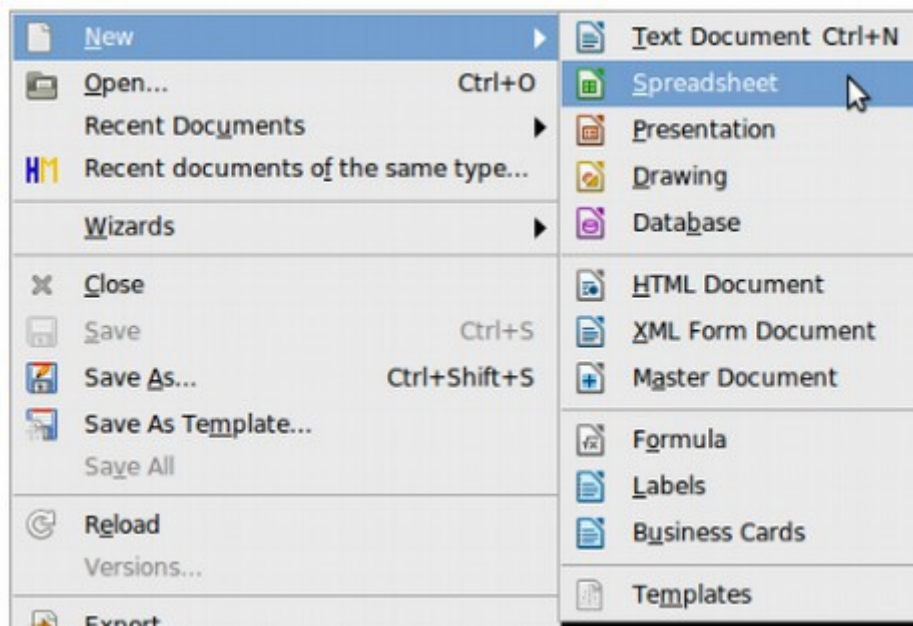 New
Open... Ctrl+O
Recent Documents
HM Recent documents of the same type...
Wizards
Close
Save Ctrl+S
Save As... Ctrl+Shift+S
Save As Template...
Save All
Reload
Versions...
Export
Text Document Ctrl+N
Spreadsheet
Presentation
Drawing
Database
HTML Document
XML Form Document
Master Document
Formula
Labels
Business Cards
Templates